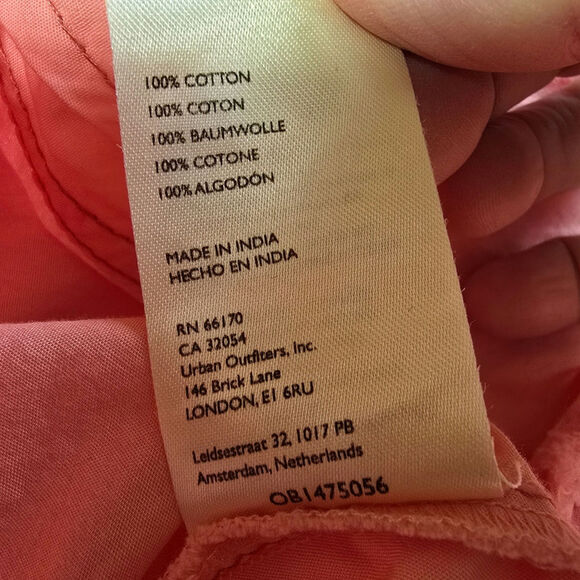 100% COTTON
100% COTON
100% BAUMWOLLE
100% COTONE
100% ALGODÓN
MADE IN INDIA
HECHO EN INDIA
RN 66170
CA 32054
Urban Outfitters, Inc.
146 Brick Lane
LONDON, E1 6RU
Leidsestraat 32, 1017 PB
Amsterdam, Netherlands
OB1475056